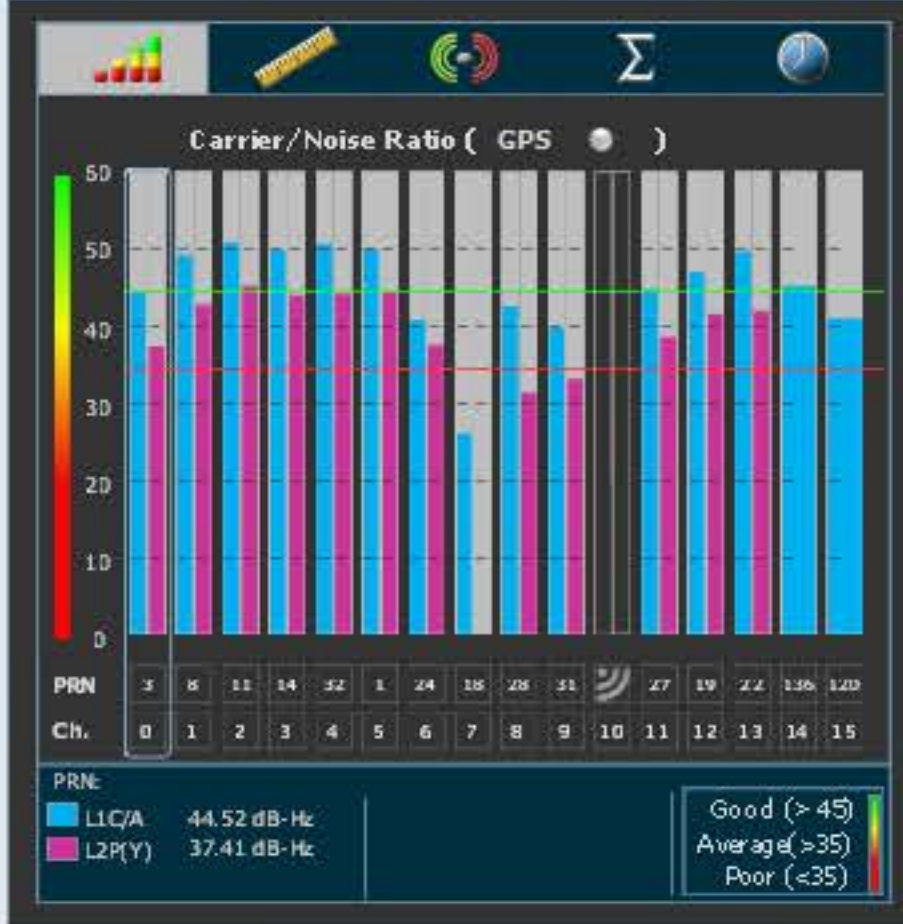 Carrier/Noise Ratio ( GPS )
60
50
40
30
20
10
0
PRN 3 8 11 14 32 1 24 18 28 31 27 19 22 136 120
Ch. 0 1 2 3 4 5 6 7 8 9 10 11 12 13 14 15
PRN:
L1C/A 44.52 dB-Hz
L2P(Y) 37.41 dB-Hz
Good (> 45)
Average( >35)
Poor (<35)